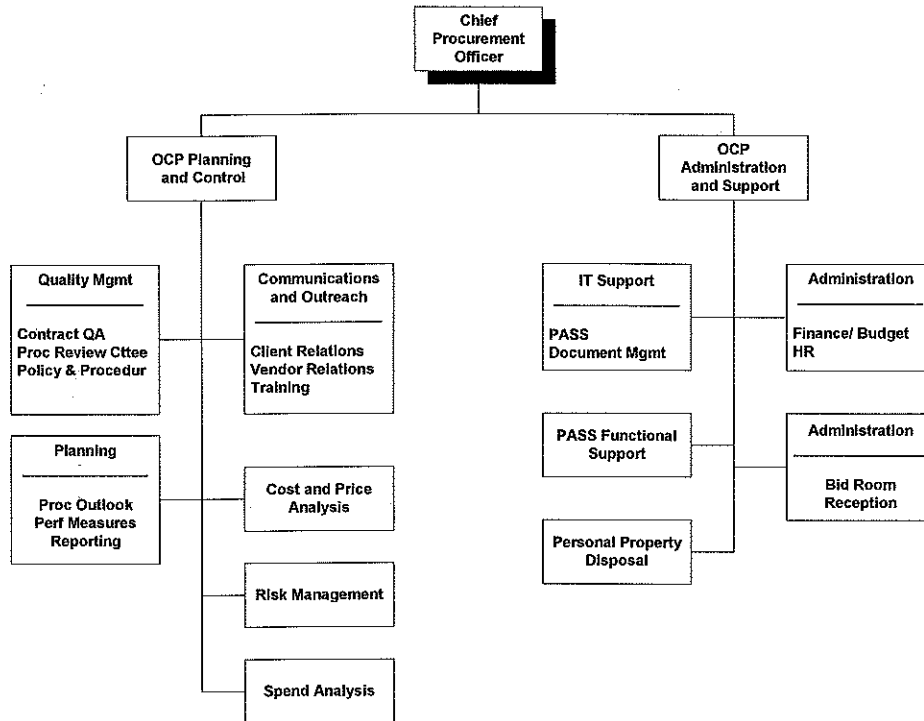 Chief
Procurement
Officer
OCP Planning
and Control
OCP
Administration
and Support
Quality Mgmt
Contract QA
Proc Review Cttee
Policy & Procedur
Communications
and Outreach
Client Relations
Vendor Relations
Training
IT Support
PASS
Document Mgmt
Administration
Finance/ Budget
HR
Planning
Proc Outlook
Perf Measures
Reporting
Cost and Price
Analysis
PASS Functional
Support
Administration
Bid Room
Reception
Personal Property
Disposal
Risk Management
Spend Analysis